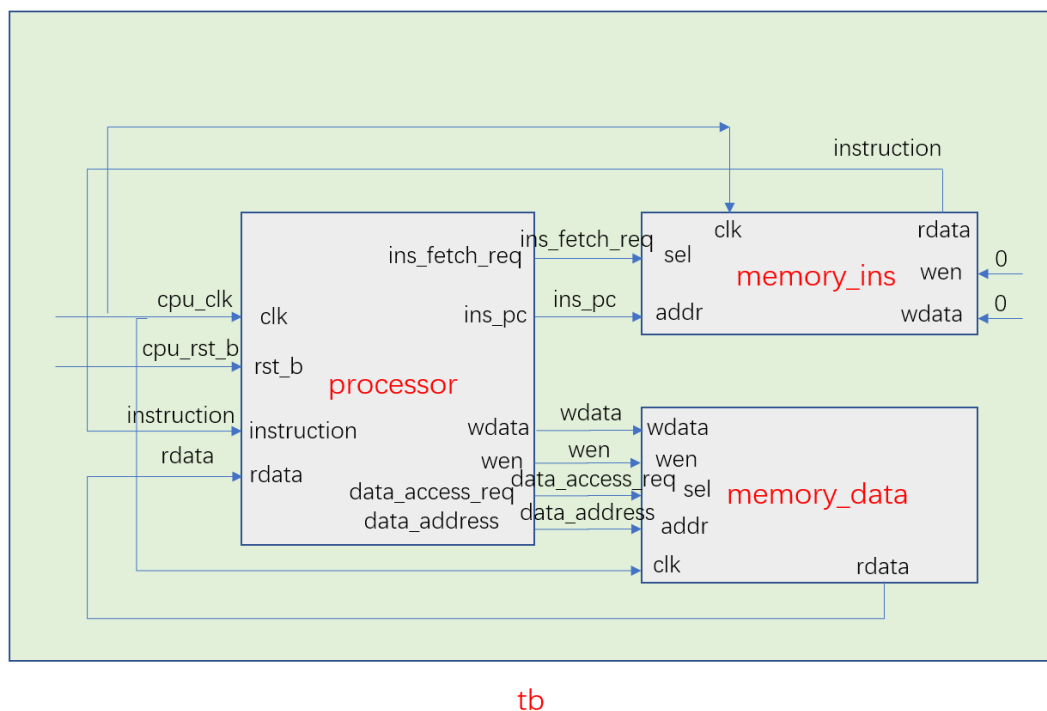 instruction
clk
rdata
ins_fetch_req
ins_fetch_req
sel
wen
0
memory_ins
cpu_clk
clk
ins_pc
ins_pc
addr
wdata
0
cpu_rst_b
rst_b
processor
instruction
instruction
wdata
wdata
wdata
rdata
rdata
wen
wen
wen
data_access_req
data_access_req
sel
memory_data
data_address
data_address
addr
clk
rdata
tb